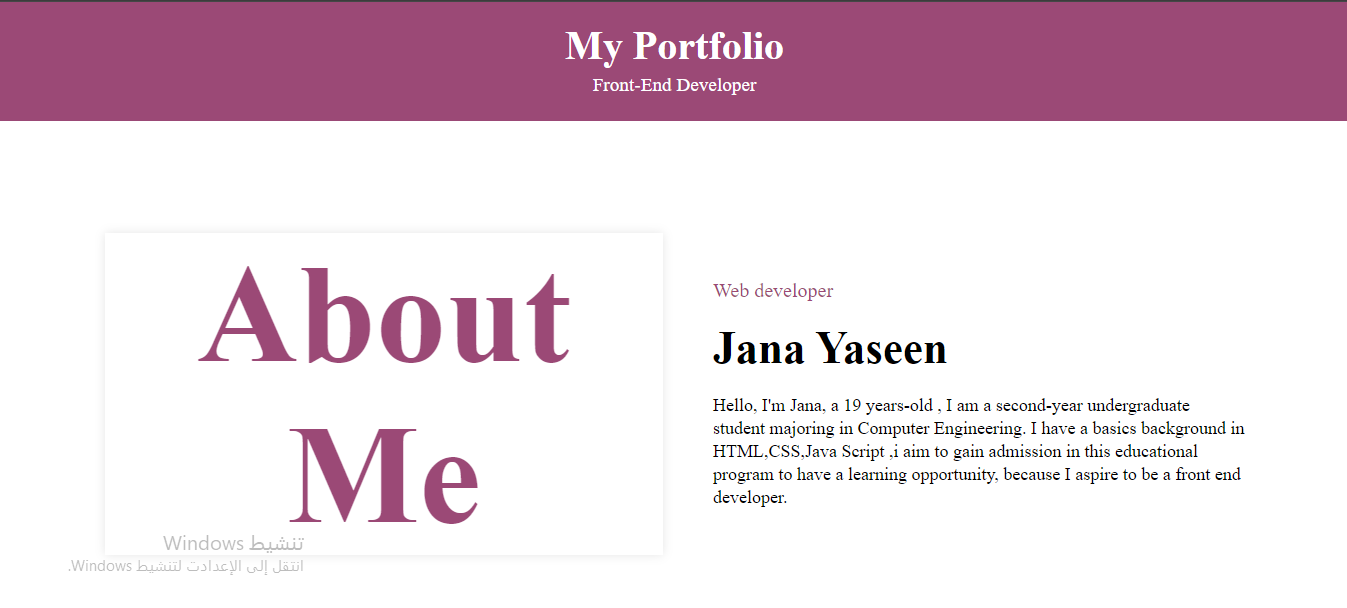 My Portfolio
Front-End Developer
About
Me
Web developer
Jana Yaseen
Hello, I'm Jana, a 19 years-old , I am a second-year undergraduate
student majoring in Computer Engineering. I have a basics background in
HTML,CSS,Java Script ,i aim to gain admission in this educational
program to have a learning opportunity, because I aspire to be a front end
developer.
تنشيط Windows
انتقل إلى الإعدادت لتنشيط Windows.